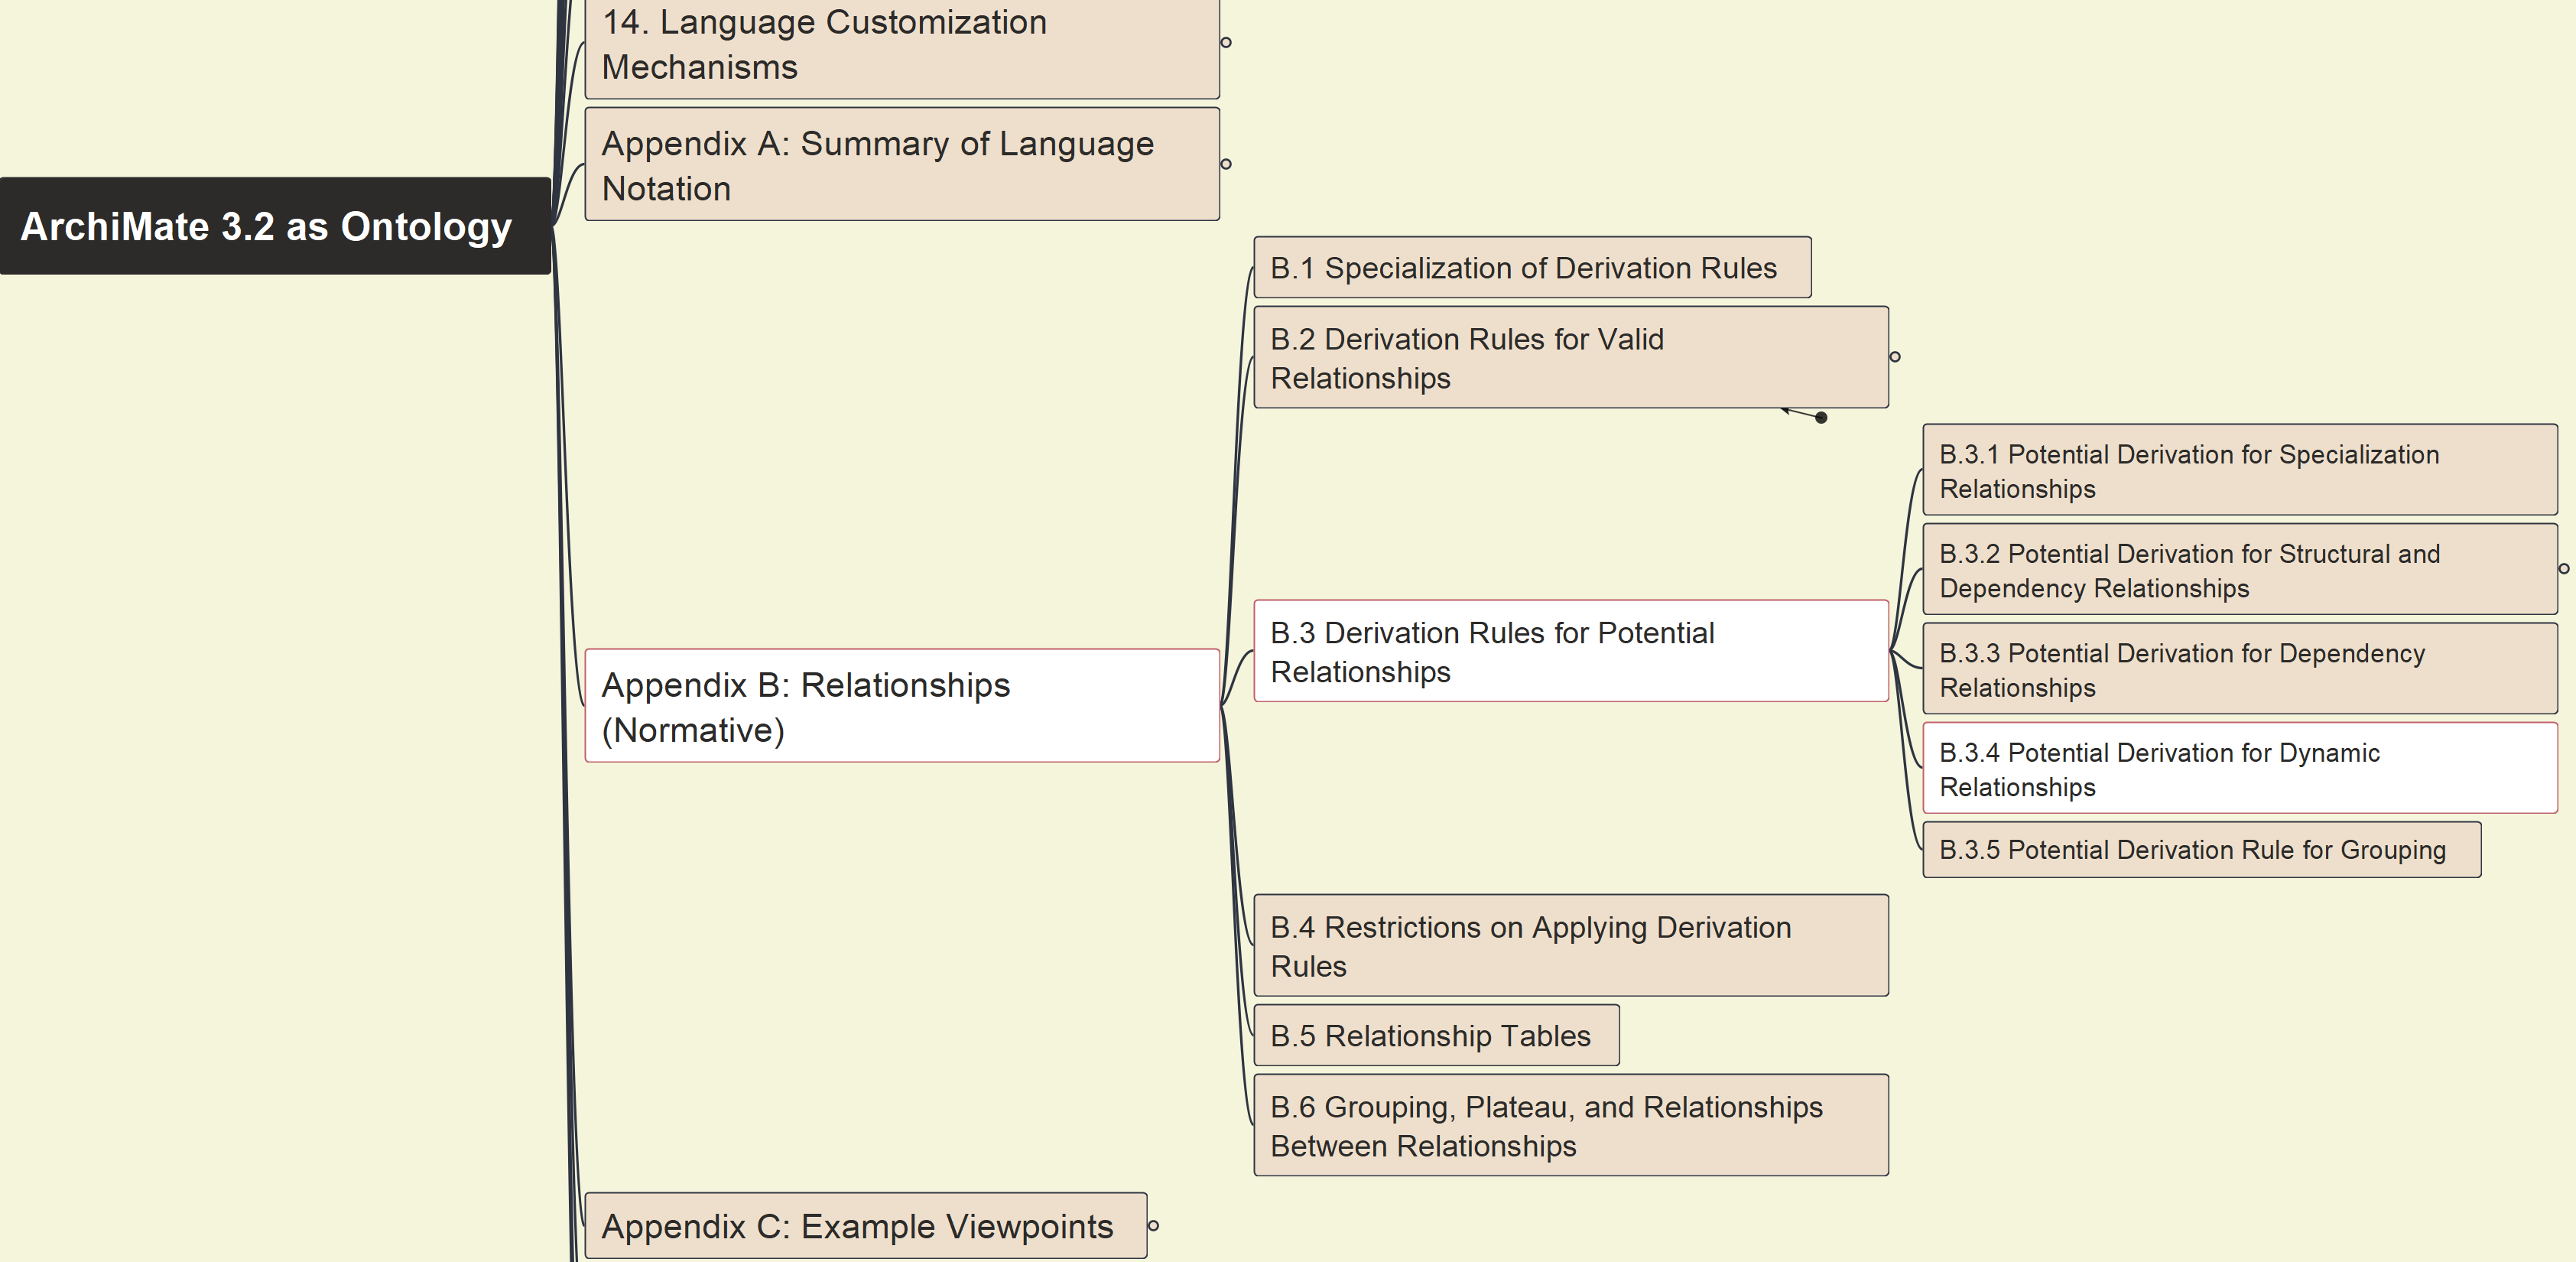 14. Language Customization
Mechanisms
Appendix A: Summary of Language
Notation
ArchiMate 3.2 as Ontology
B.1 Specialization of Derivation Rules
B.2 Derivation Rules for Valid
Relationships
B.3.1 Potential Derivation for Specialization
Relationships
B.3.2 Potential Derivation for Structural and
Dependency Relationships
B.3 Derivation Rules for Potential
Relationships
B.3.3 Potential Derivation for Dependency
Relationships
Appendix B: Relationships
(Normative)
B.3.4 Potential Derivation for Dynamic
Relationships
B.3.5 Potential Derivation Rule for Grouping
B.4 Restrictions on Applying Derivation
Rules
B.5 Relationship Tables
B.6 Grouping, Plateau, and Relationships
Between Relationships
Appendix C: Example Viewpoints